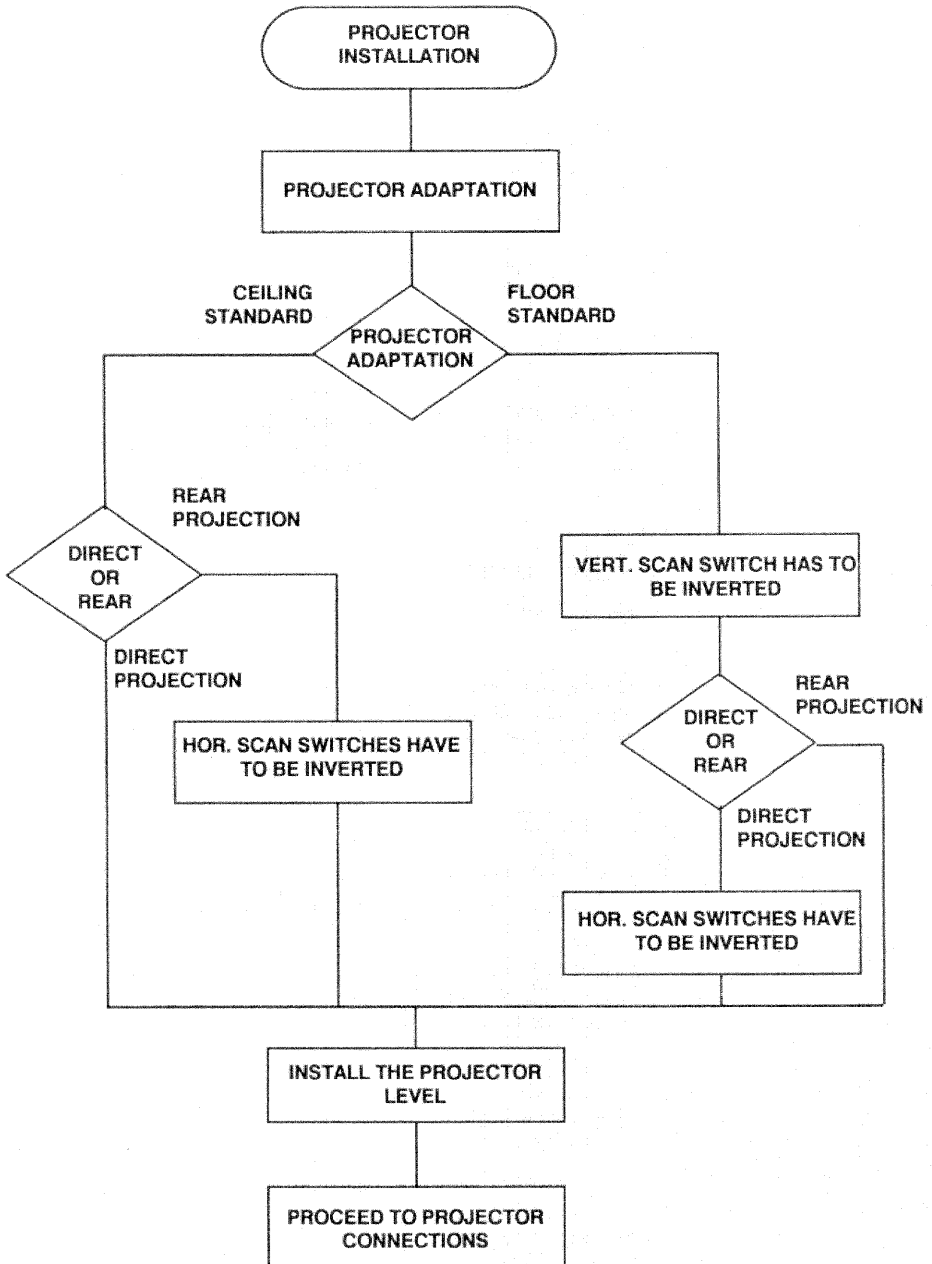 PROJECTOR
INSTALLATION
PROJECTOR ADAPTATION
CEILING
STANDARD
FLOOR
STANDARD
PROJECTOR
ADAPTATION
REAR
PROJECTION
DIRECT
OR
REAR
DIRECT
PROJECTION
HOR. SCAN SWITCHES HAVE
TO BE INVERTED
VERT. SCAN SWITCH HAS TO
BE INVERTED
REAR
PROJECTION
DIRECT
OR
REAR
DIRECT
PROJECTION
HOR. SCAN SWITCHES HAVE
TO BE INVERTED
INSTALL THE PROJECTOR
LEVEL
PROCEED TO PROJECTOR
CONNECTIONS